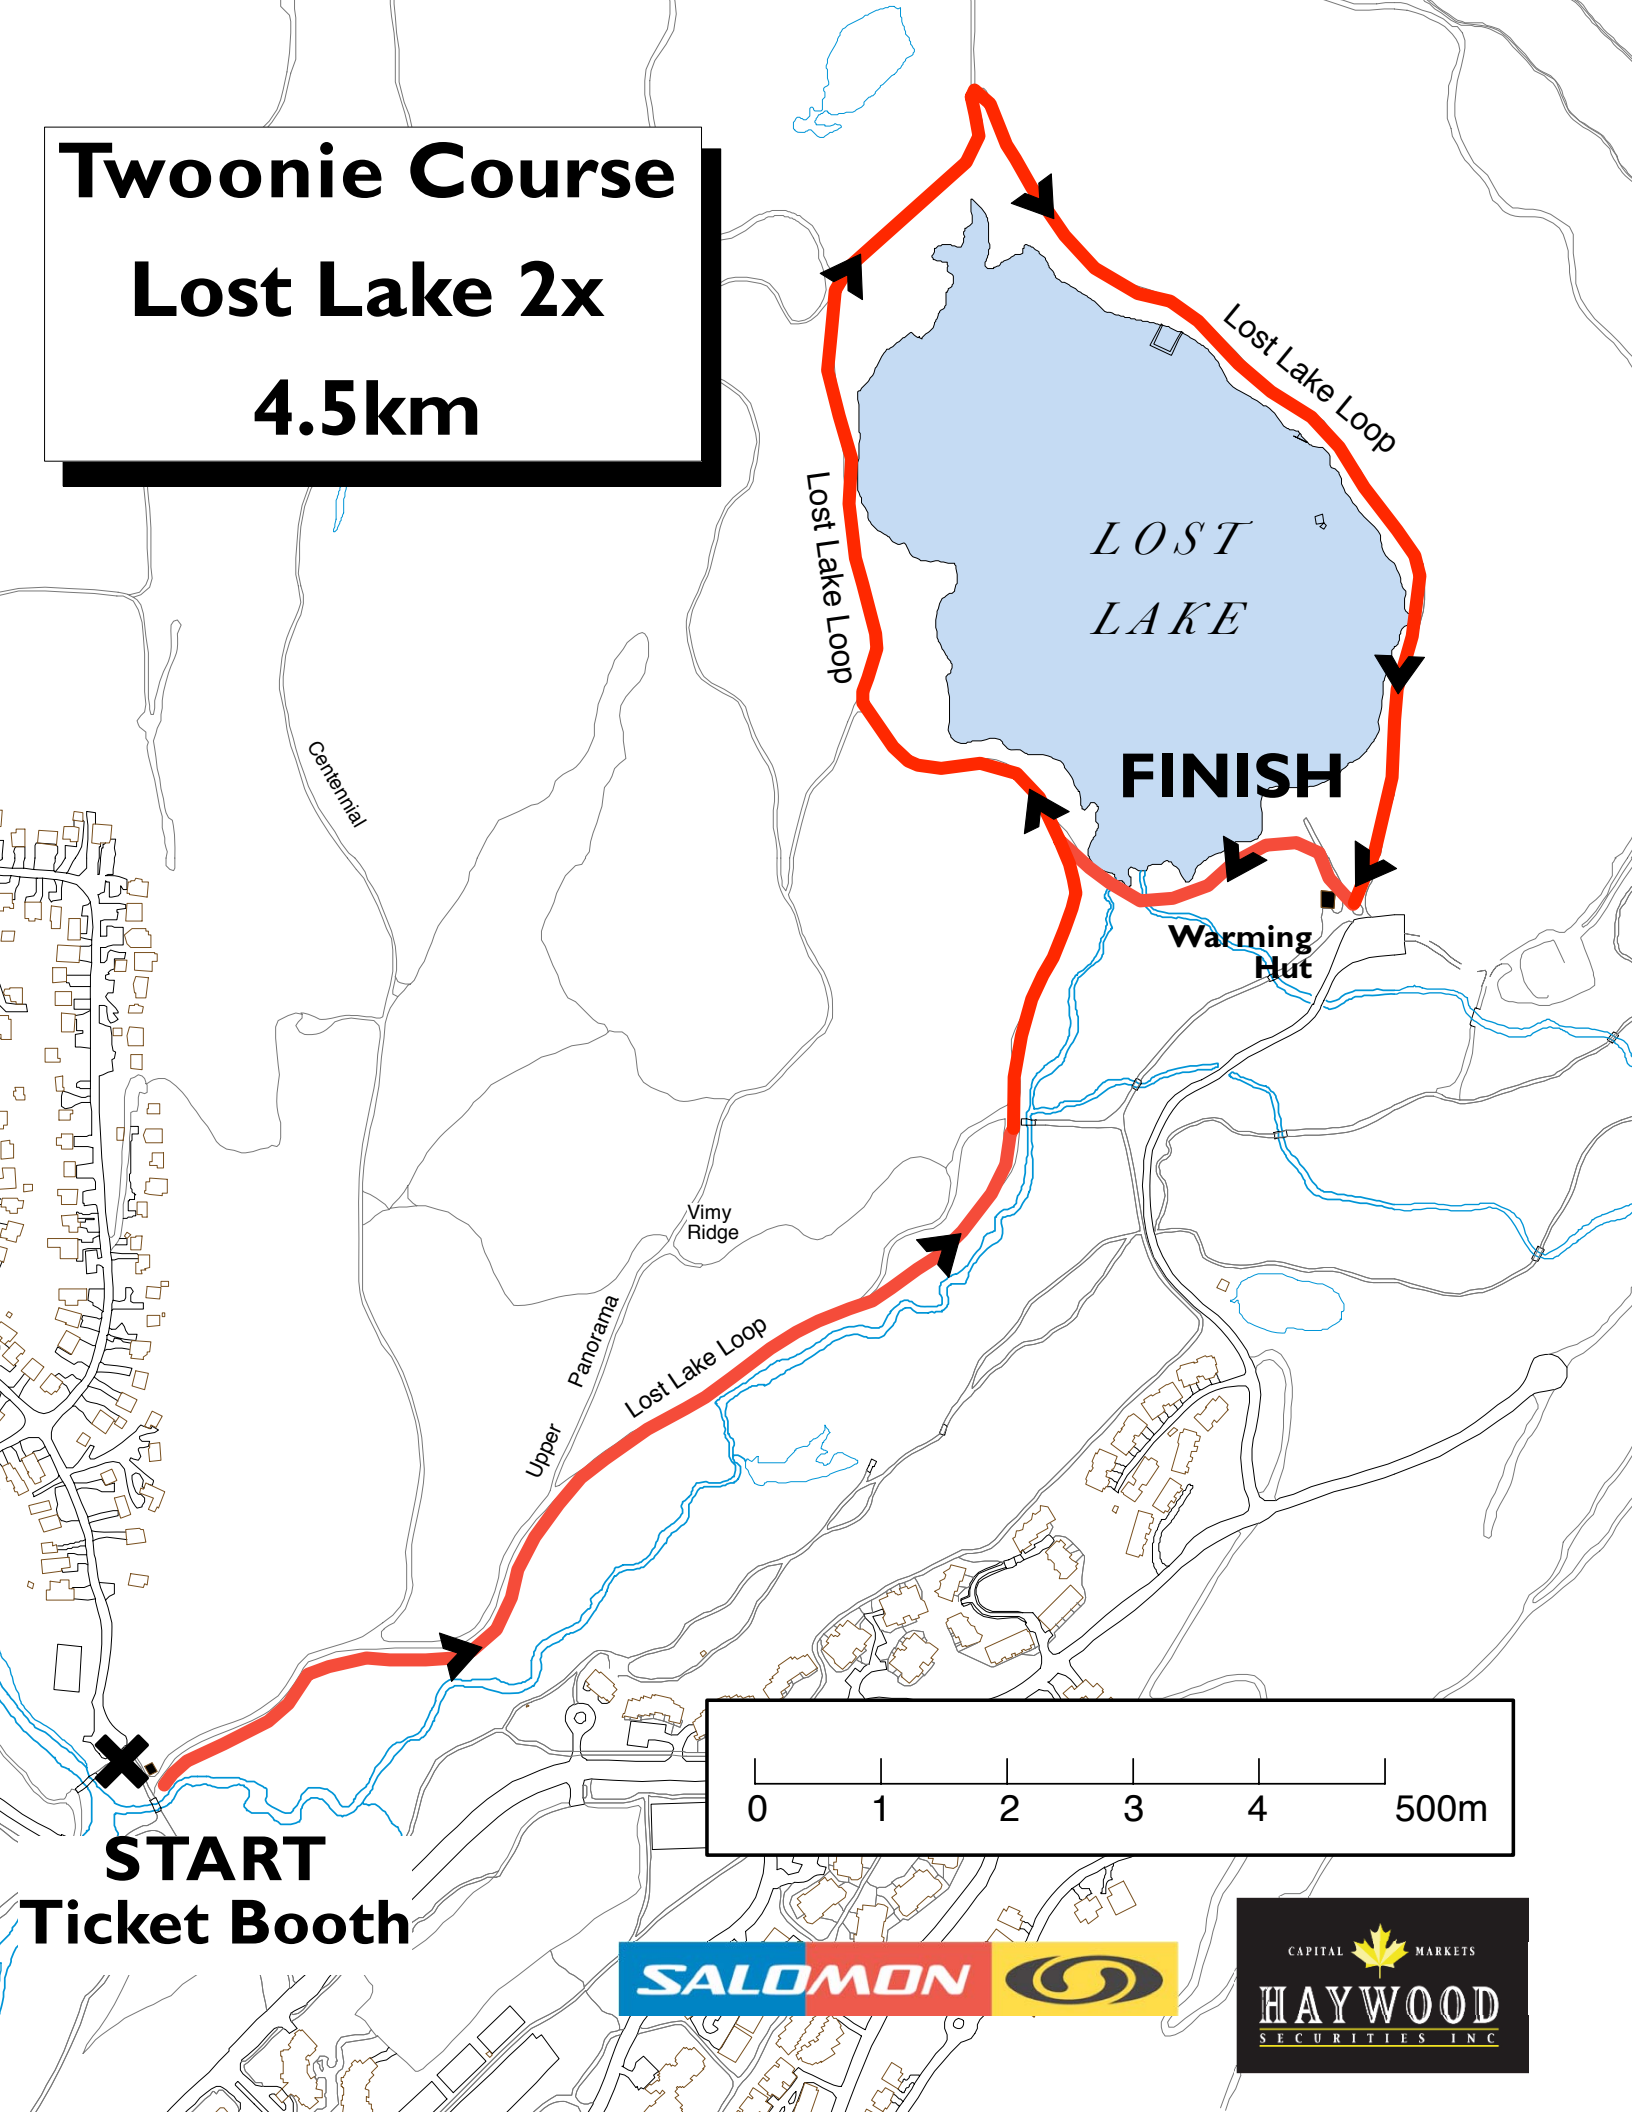 Twoonie Course
Lost Lake 2x
4.5km
Lost Lake Loop
Lost Lake Loop
LOST
LAKE
Centennial
FINISH
Warming
Hut
Vimy
Ridge
Panorama
Lost Lake Loop
Upper
0 1 2 3 4 500m
START
Ticket Booth
SALOMON
CAPITAL MARKETS
HAYWOOD
SECURITIES INC